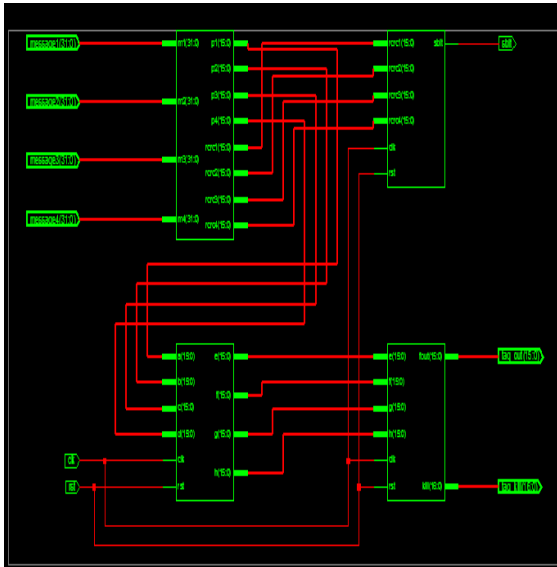 message1(31:0)
message2(31:0)
message3(31:0)
message4(31:0)
m1(31:0)
m2(31:0)
m3(31:0)
m4(31:0)
p1(15:0)
p2(15:0)
p3(15:0)
p4(15:0)
rcrc1(15:0)
rcrc2(15:0)
rcrc3(15:0)
rcrc4(15:0)
rcrc1(15:0)
rcrc2(15:0)
rcrc3(15:0)
rcrc4(15:0)
clk
rst
a(15:0)
b(15:0)
c(15:0)
d(15:0)
clk
rst
e(15:0)
f(15:0)
g(15:0)
h(15:0)
e(15:0)
f(15:0)
g(15:0)
h(15:0)
clk
rst
fout(15:0)
kill(15:0)
tag_out(15:0)
clk
rst